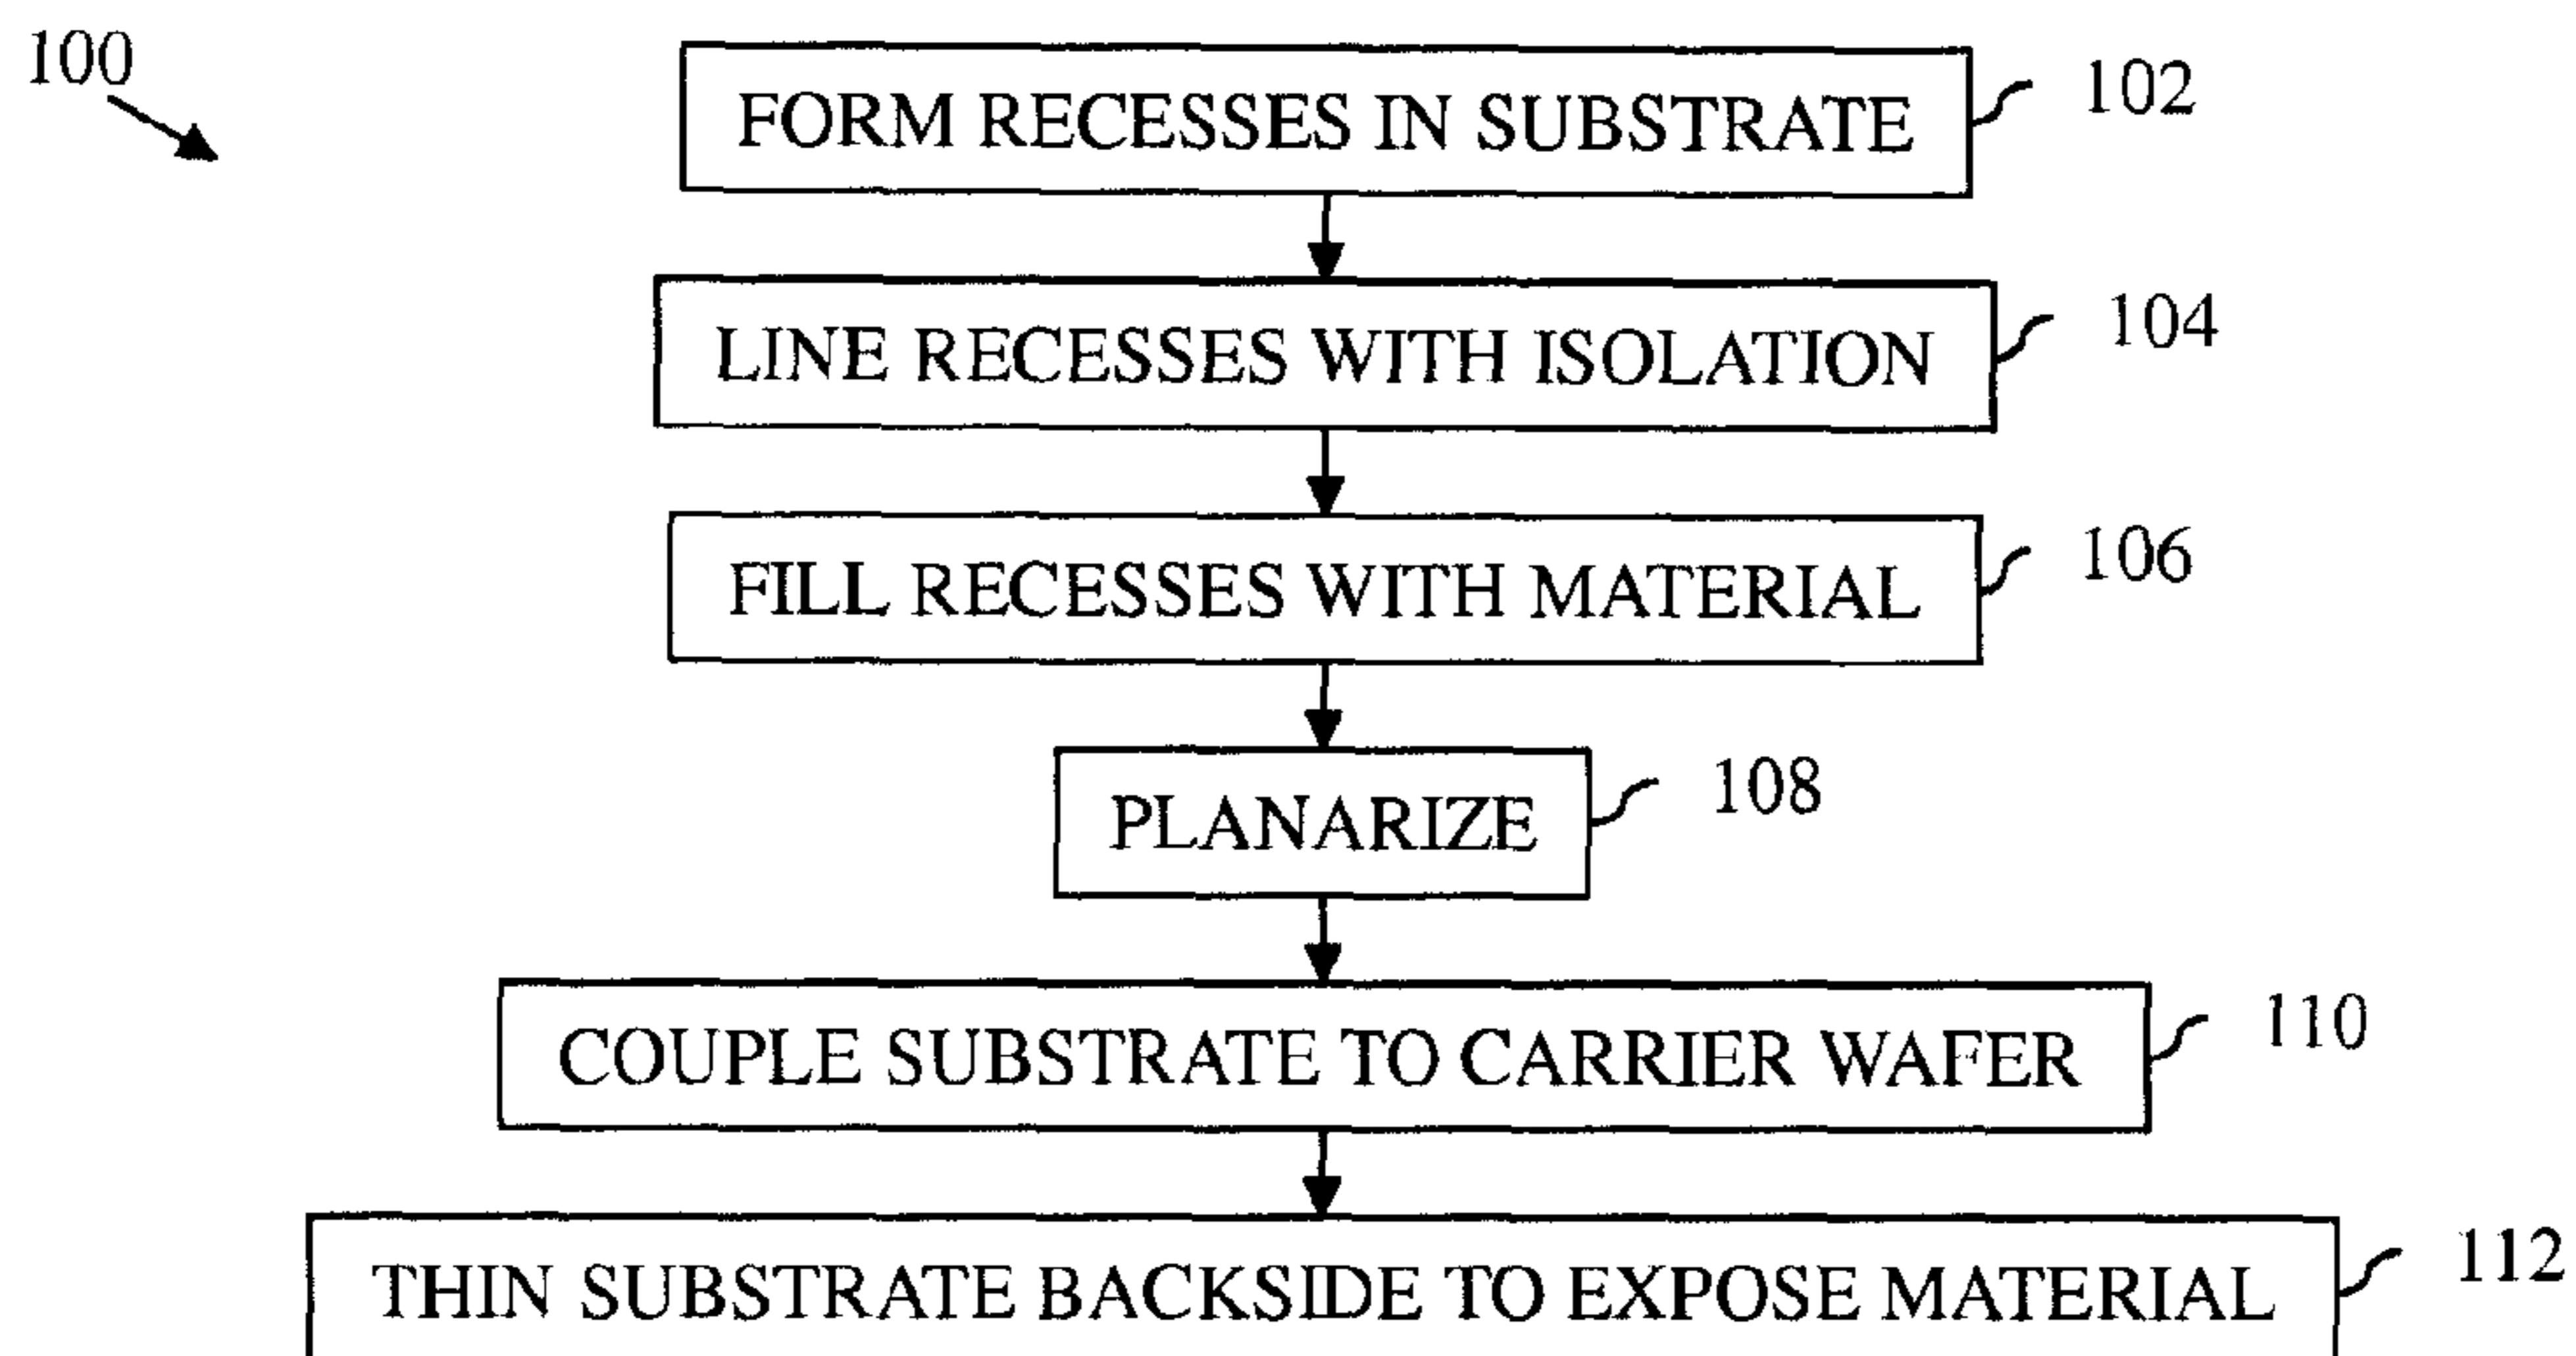 100
FORM RECESSES IN SUBSTRATE 102
LINE RECESSES WITH ISOLATION 104
FILL RECESSES WITH MATERIAL 106
PLANARIZE 108
COUPLE SUBSTRATE TO CARRIER WAFER 110
THIN SUBSTRATE BACKSIDE TO EXPOSE MATERIAL 112